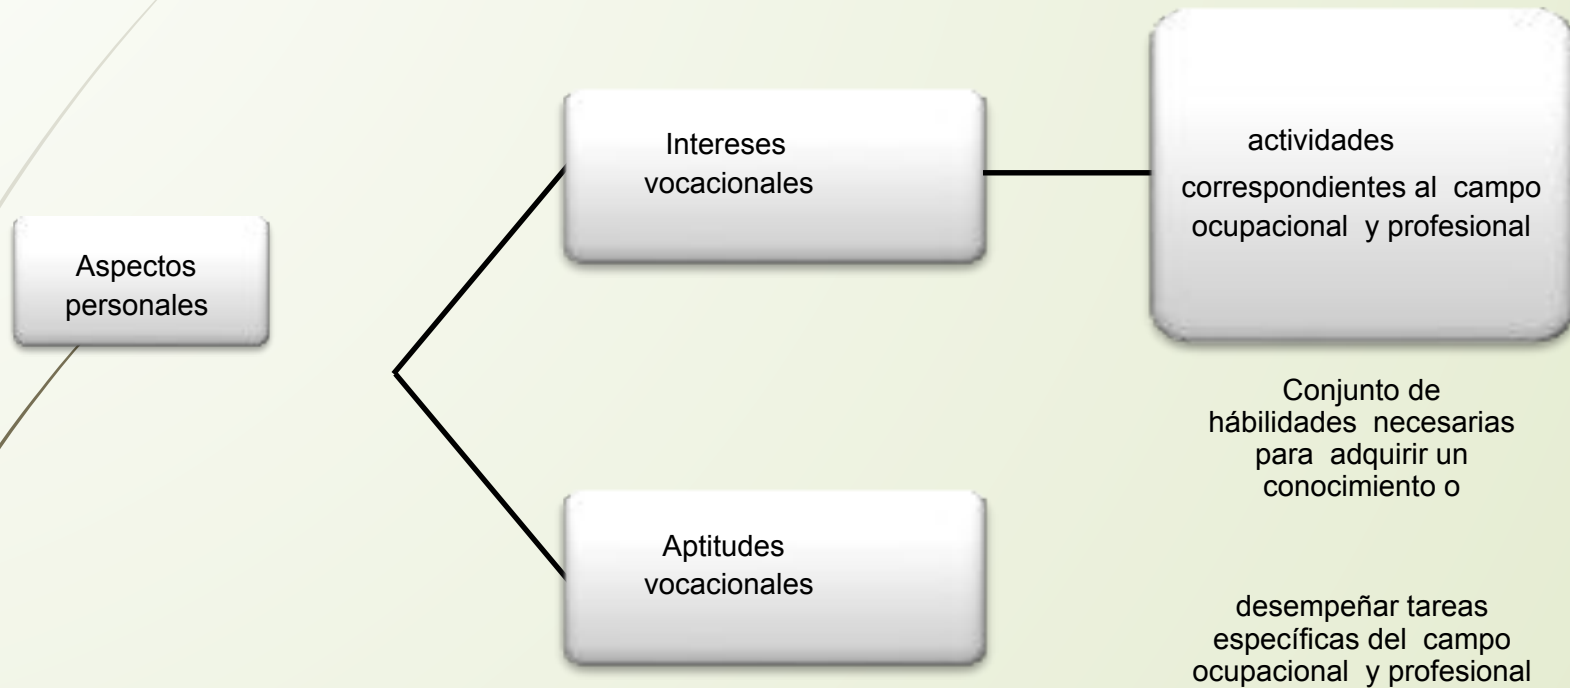 Aspectos
personales
Intereses
vocacionales
actividades
correspondientes al campo
ocupacional y profesional
Aptitudes
vocacionales
Conjunto de
hábilidades necesarias
para adquirir un
conocimiento o
desempeñar tareas
específicas del campo
ocupacional y profesional